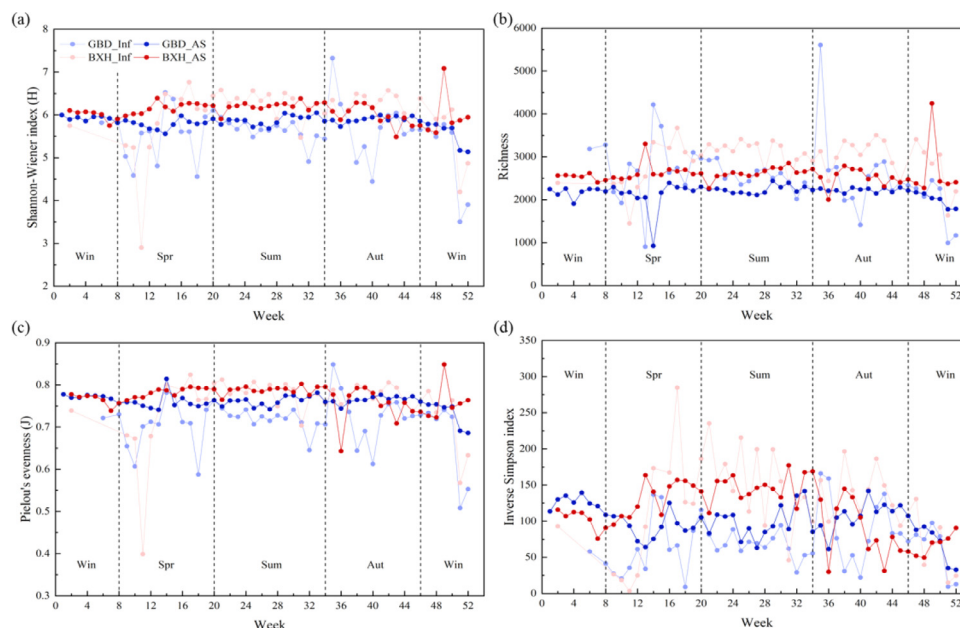 (a)
GBD_Inf GBD_AS
BXH_Inf BXH_AS
Shannon-Wiener index (H)
8
7
6
5
4
3
2
Win Spr Sum Aut Win
0 4 8 12 16 20 24 28 32 36 40 44 48 52
Week
(b)
Richness
6000
5000
4000
3000
2000
1000
0
Win Spr Sum Aut Win
0 4 8 12 16 20 24 28 32 36 40 44 48 52
Week
(c)
Pielou's evenness (J)
0.9
0.8
0.7
0.6
0.5
0.4
0.3
Win Spr Sum Aut Win
0 4 8 12 16 20 24 28 32 36 40 44 48 52
Week
(d)
Inverse Simpson index
350
300
250
200
150
100
50
0
Win Spr Sum Aut Win
0 4 8 12 16 20 24 28 32 36 40 44 48 52
Week